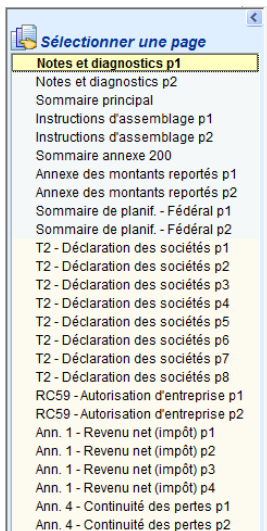 Sélectionner une page
Notes et diagnostics p1
Notes et diagnostics p2
Sommaire principal
Instructions d'assemblage p1
Instructions d'assemblage p2
Sommaire annexe 200
Annexe des montants reportés p1
Annexe des montants reportés p2
Sommaire de planif. - Fédéral p1
Sommaire de planif. - Fédéral p2
T2 - Déclaration des sociétés p1
T2 - Déclaration des sociétés p2
T2 - Déclaration des sociétés p3
T2 - Déclaration des sociétés p4
T2 - Déclaration des sociétés p5
T2 - Déclaration des sociétés p6
T2 - Déclaration des sociétés p7
T2 - Déclaration des sociétés p8
RC59 - Autorisation d'entreprise p1
RC59 - Autorisation d'entreprise p2
Ann. 1 - Revenu net (impôt) p1
Ann. 1 - Revenu net (impôt) p2
Ann. 1 - Revenu net (impôt) p3
Ann. 1 - Revenu net (impôt) p4
Ann. 4 - Continuité des pertes p1
Ann. 4 - Continuité des pertes p2